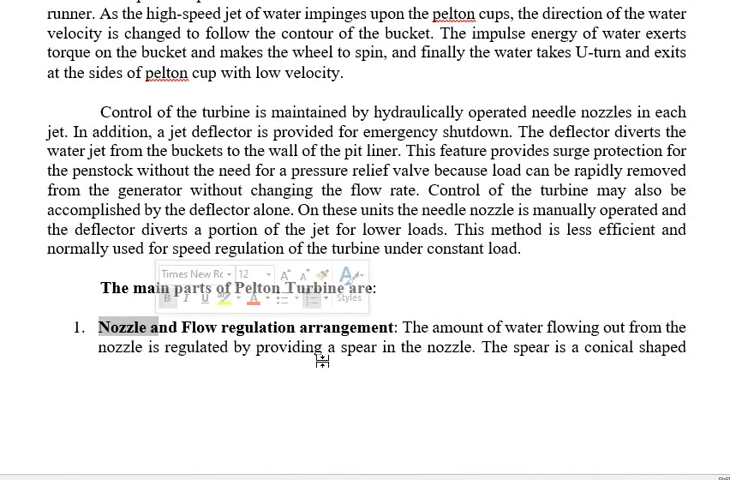 runner. As the high-speed jet of water impinges upon the pelton cups, the direction of the water
velocity is changed to follow the contour of the bucket. The impulse energy of water exerts
torque on the bucket and makes the wheel to spin, and finally the water takes U-turn and exits
at the sides of pelton cup with low velocity.
Control of the turbine is maintained by hydraulically operated needle nozzles in each
jet. In addition, a jet deflector is provided for emergency shutdown. The deflector diverts the
water jet from the buckets to the wall of the pit liner. This feature provides surge protection for
the penstock without the need for a pressure relief valve because load can be rapidly removed
from the generator without changing the flow rate. Control of the turbine may also be
accomplished by the deflector alone. On these units the needle nozzle is manually operated and
the deflector diverts a portion of the jet for lower loads. This method is less efficient and
normally used for speed regulation of the turbine under constant load.
Times New Rc 12 A A A
The main parts of Pelton Turbine are:
B I U A Styles
1. Nozzle and Flow regulation arrangement: The amount of water flowing out from the
nozzle is regulated by providing a spear in the nozzle. The spear is a conical shaped